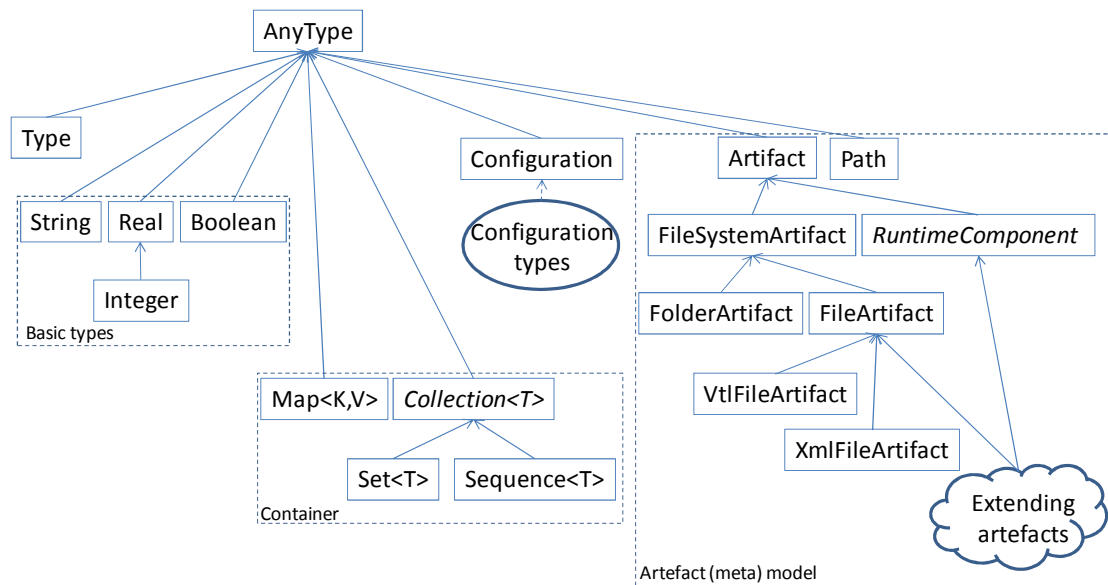 AnyType
Type
Configuration
Artifact
Path
String
Real
Boolean
Configuration
types
FileSystemArtifact
RuntimeComponent
Integer
Basic types
FolderArtifact
FileArtifact
Map<K,V>
Collection<T>
VtlFileArtifact
XmlFileArtifact
Set<T>
Sequence<T>
Container
Extending
artefacts
Artefact (meta) model